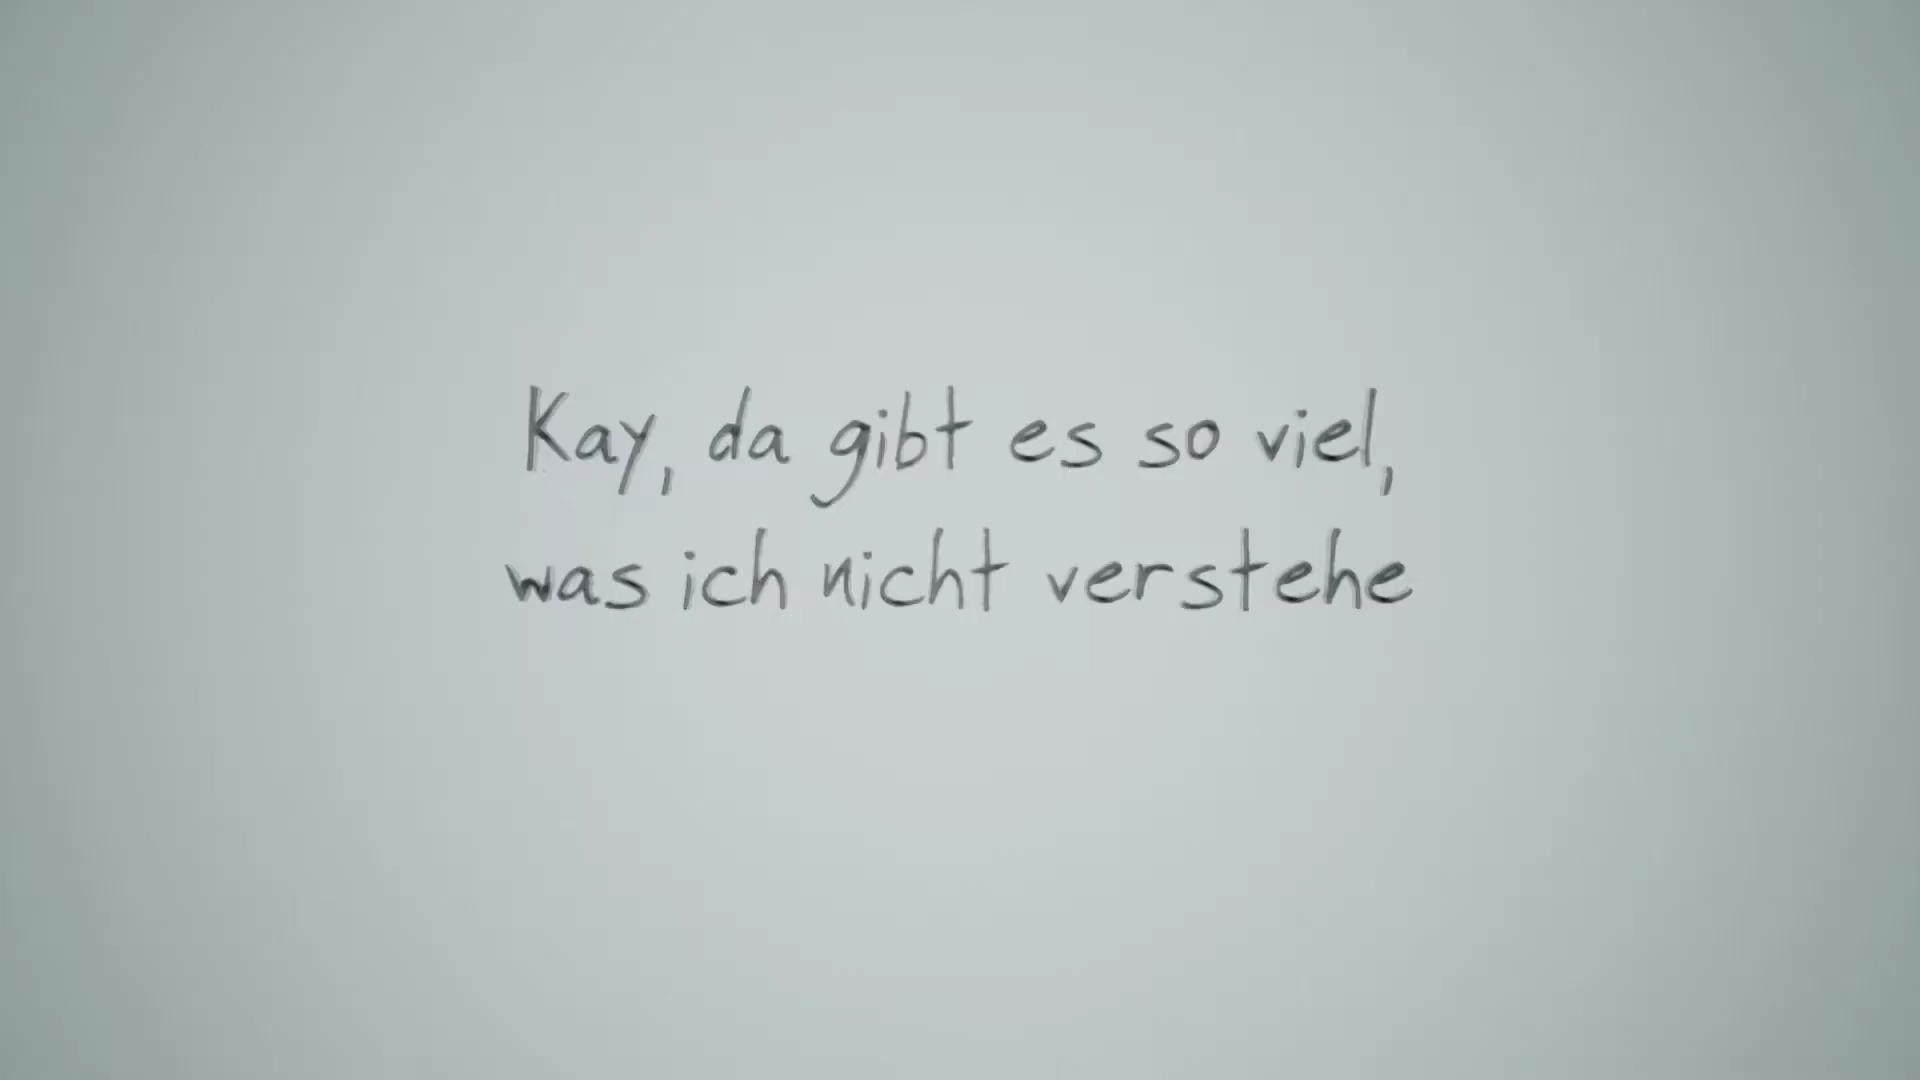 Kay, da gibt es so viel,
was ich nicht verstehe